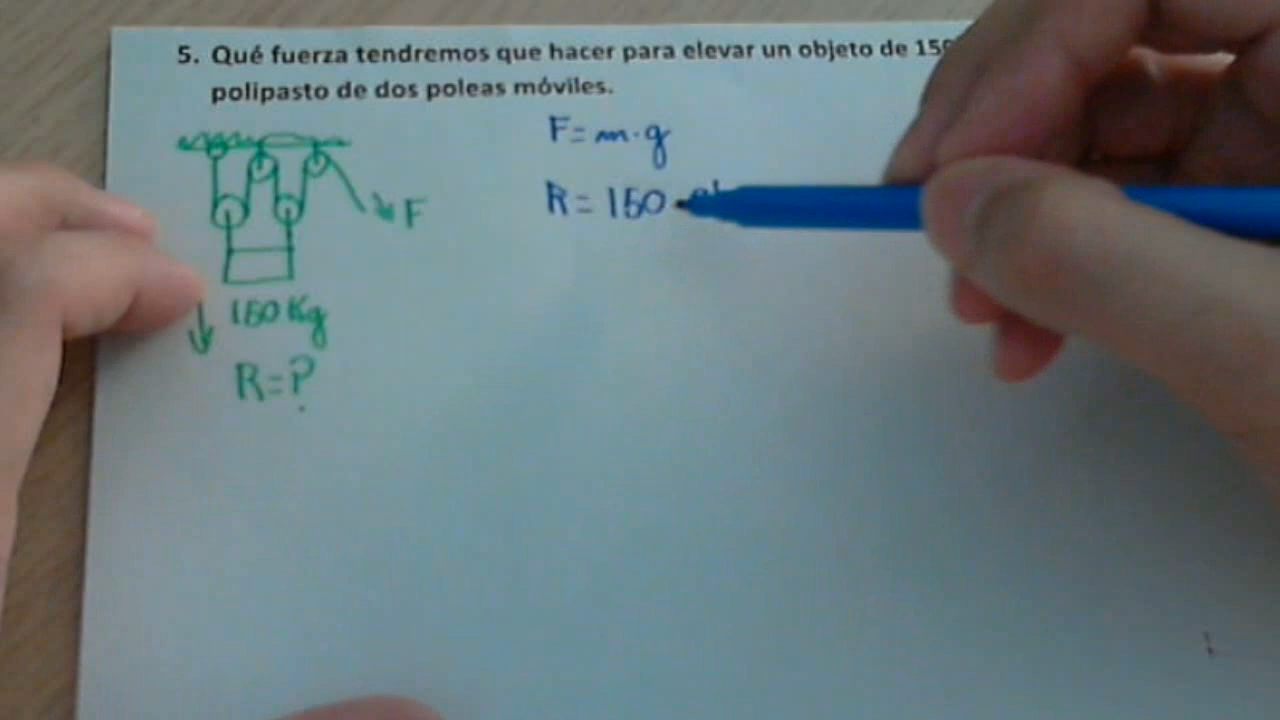 5. Qué fuerza tendremos que hacer para elevar un objeto de
polipasto de dos poleas móviles.
F = m · g
R = 150
F
150 Kg
R = ?